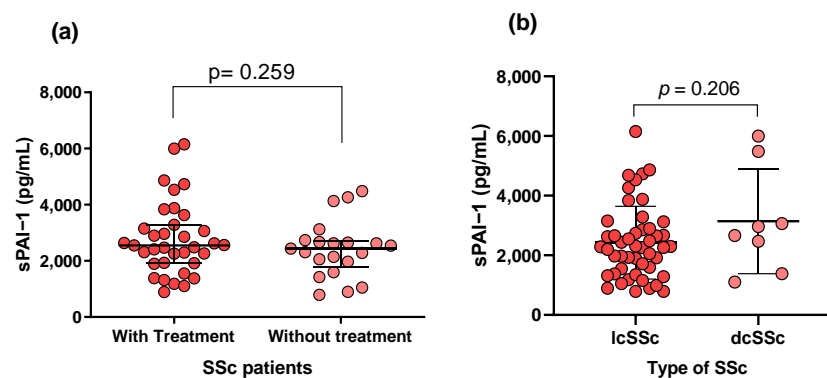 (a)
p= 0.259
8,000
6,000
4,000
2,000
0
sPAI−1 (pg/mL)
With Treatment
Without treatment
SSc patients
(b)
p = 0.206
8,000
6,000
4,000
2,000
0
sPAI−1 (pg/mL)
lcSSc
dcSSc
Type of SSc